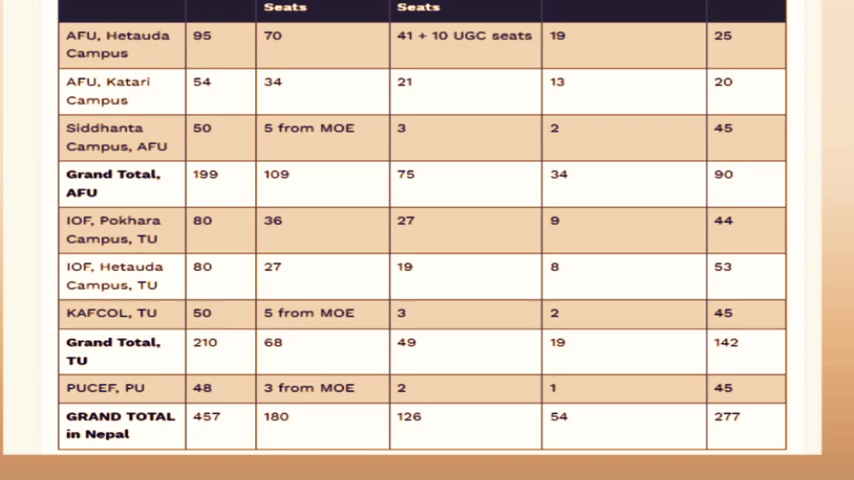 Seats Seats
AFU, Hetauda Campus 95 70 41 + 10 UGC seats 19 25
AFU, Katari Campus 54 34 21 13 20
Siddhanta Campus, AFU 50 5 from MOE 3 2 45
Grand Total, AFU 199 109 75 34 90
IOF, Pokhara Campus, TU 80 36 27 9 44
IOF, Hetauda Campus, TU 80 27 19 8 53
KAFCOL, TU 50 5 from MOE 3 2 45
Grand Total, TU 210 68 49 19 142
PUCEF, PU 48 3 from MOE 2 1 45
GRAND TOTAL in Nepal 457 180 126 54 277